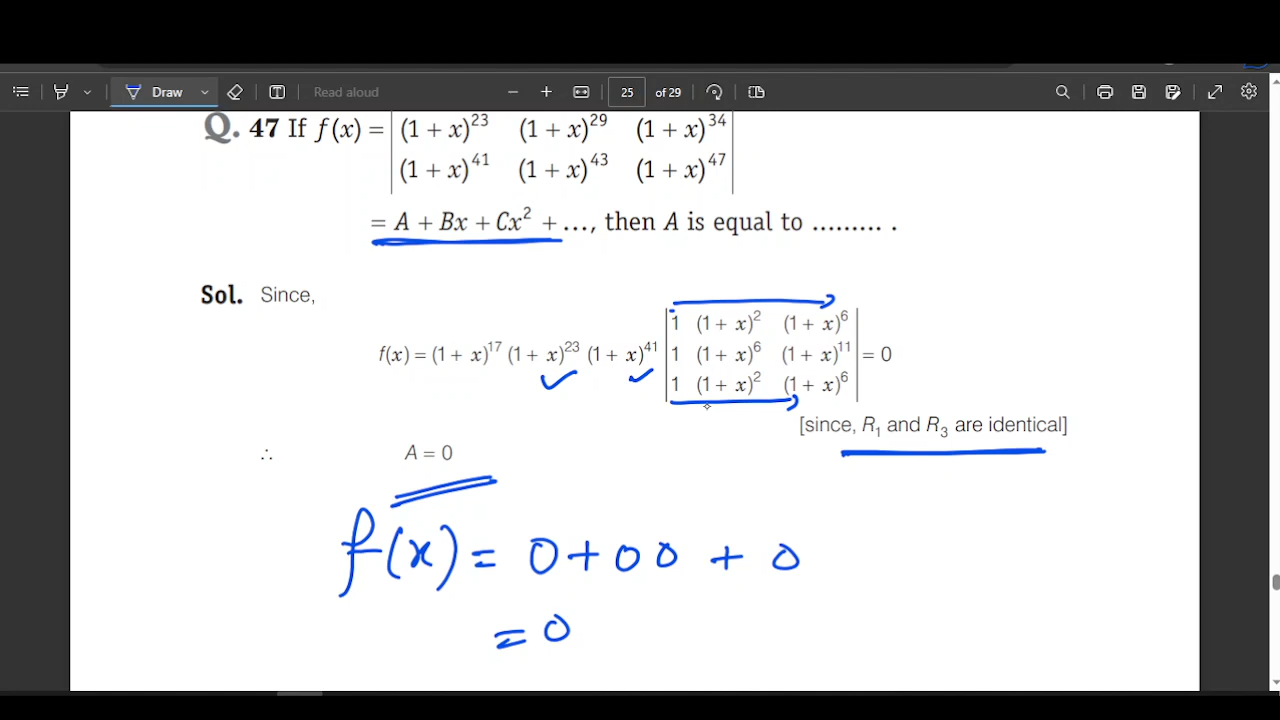 Draw Read aloud 25 of 29
Q. 47 If f(x) = | (1 + x)²³ (1 + x)²⁹ (1 + x)³⁴ |
| (1 + x)⁴¹ (1 + x)⁴³ (1 + x)⁴⁷ |
= A + Bx + Cx² + ..., then A is equal to ......... .
Sol. Since,
| 1 (1 + x)² (1 + x)⁶ |
f(x) = (1 + x)¹⁷ (1 + x)²³ (1 + x)⁴¹ | 1 (1 + x)⁶ (1 + x)¹¹ | = 0
| 1 (1 + x)² (1 + x)⁶ |
[since, R₁ and R₃ are identical]
∴ A = 0
f(x) = 0 + 00 + 0
= 0